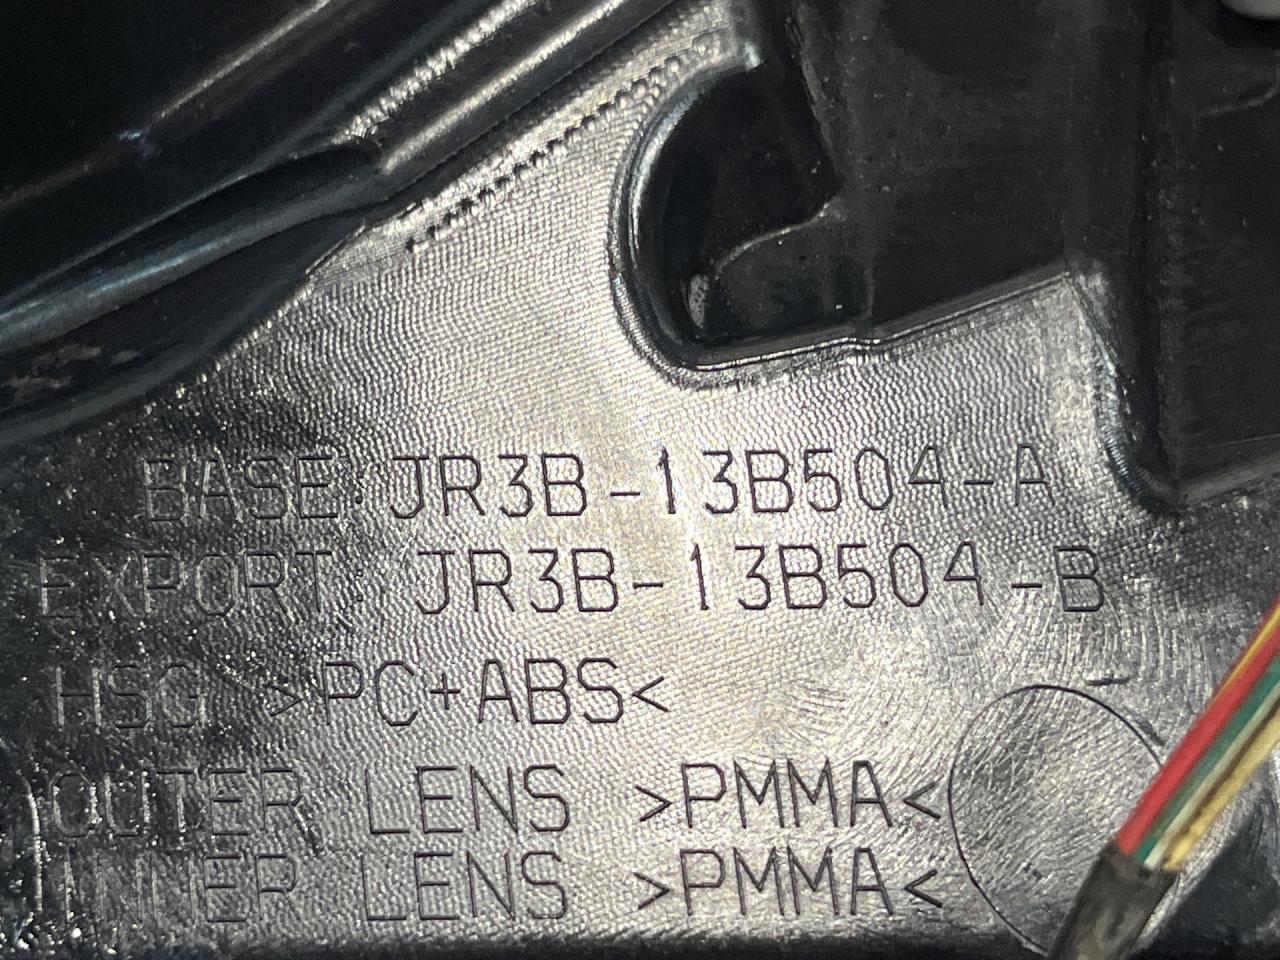 BASE: JR3B-13B504-A
EXPORT: JR3B-13B504-B
HSG >PC+ABS<
OUTER LENS >PMMA<
INNER LENS >PMMA<